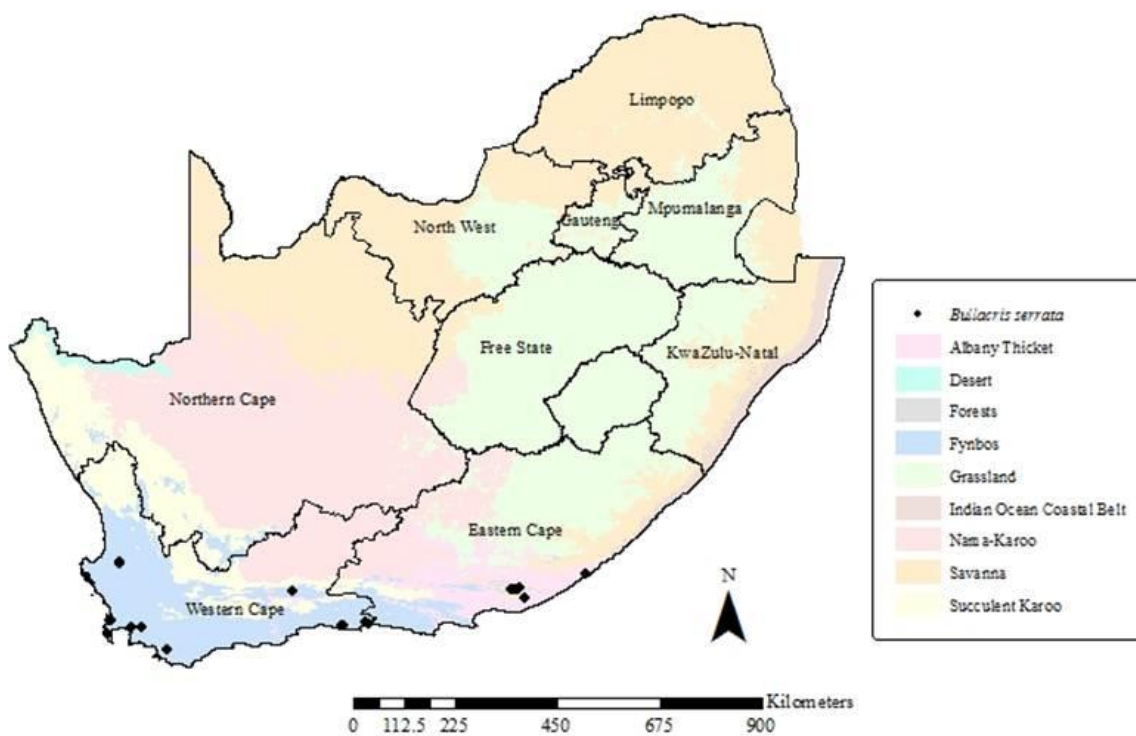 Limpopo
North West
Gauteng
Mpumalanga
Free State
KwaZulu-Natal
Northern Cape
Eastern Cape
Western Cape
N
Bullacris serrata
Albany Thicket
Desert
Forests
Fynbos
Grassland
Indian Ocean Coastal Belt
Nama-Karoo
Savanna
Succulent Karoo
Kilometers
0 112.5 225 450 675 900